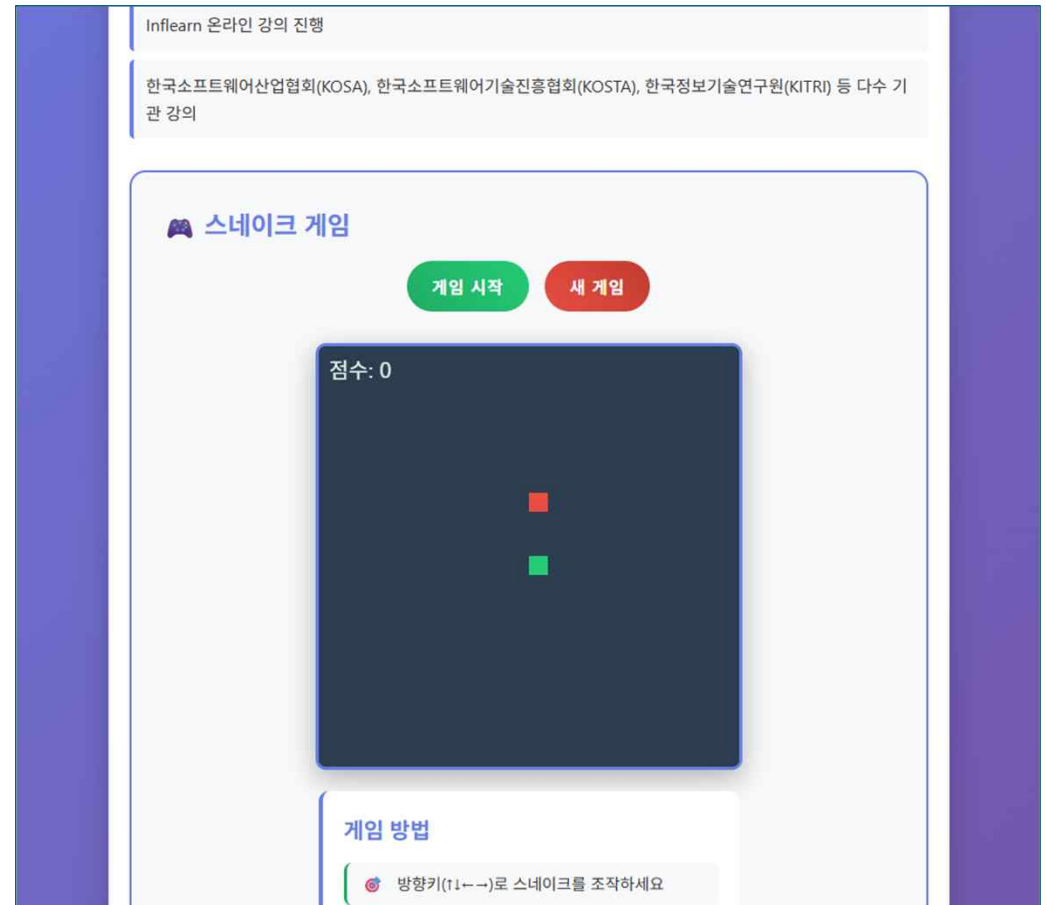 Inflearn 온라인 강의 진행
한국소프트웨어산업협회(KOSA), 한국소프트웨어기술진흥협회(KOSTA), 한국정보기술연구원(KITRI) 등 다수 기
관 강의
스네이크 게임
게임 시작
새 게임
점수: 0
게임 방법
방향키(↑↓←→)로 스네이크를 조작하세요